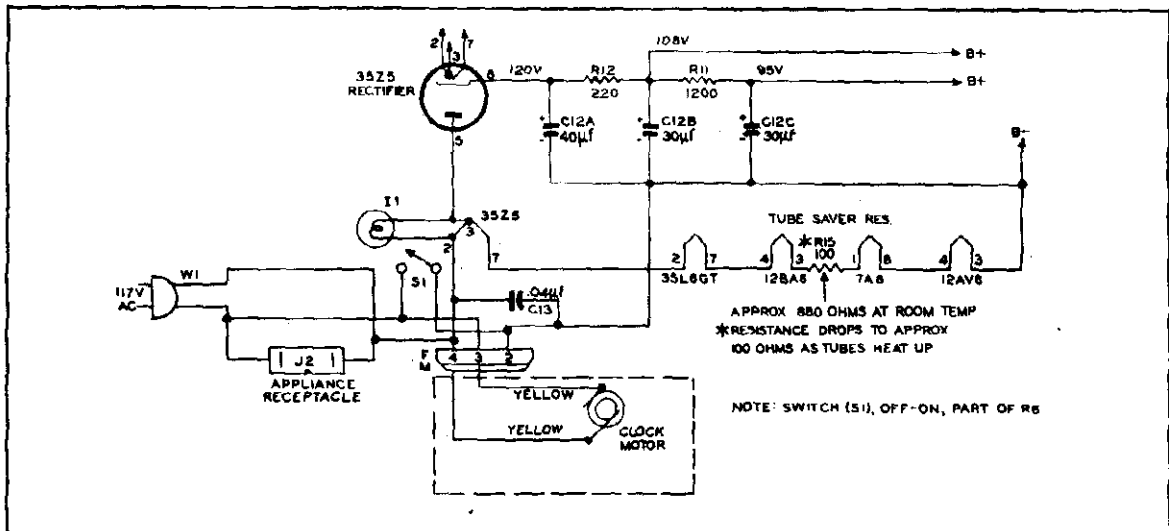 2 3 7
35Z5
RECTIFIER
8
5
120V
R12
220
108V
R11
1200
95V
B+
B+
B-
+
-
C12A
40µf
+
-
C12B
30µf
+
-
C12C
30µf
I1
35Z5
2 3
7
TUBE SAVER RES.
2 7
35L6GT
4 3
12BA6
*R15
100
1 8
7A8
4 3
12AV6
APPROX 880 OHMS AT ROOM TEMP
*RESISTANCE DROPS TO APPROX
100 OHMS AS TUBES HEAT UP
117V
AC
W1
S1
.04µf
C13
J2
APPLIANCE
RECEPTACLE
F
M
4 3 2
YELLOW
YELLOW
CLOCK
MOTOR
NOTE: SWITCH (S1), OFF-ON, PART OF R6